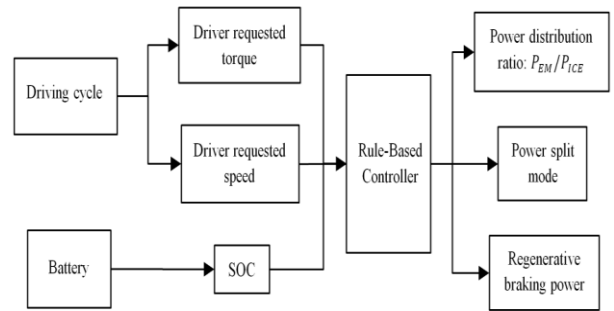 Driver requested
torque
Power distribution
ratio: P_EM/P_ICE
Driving cycle
Driver requested
speed
Rule-Based
Controller
Power split
mode
Battery
SOC
Regenerative
braking power